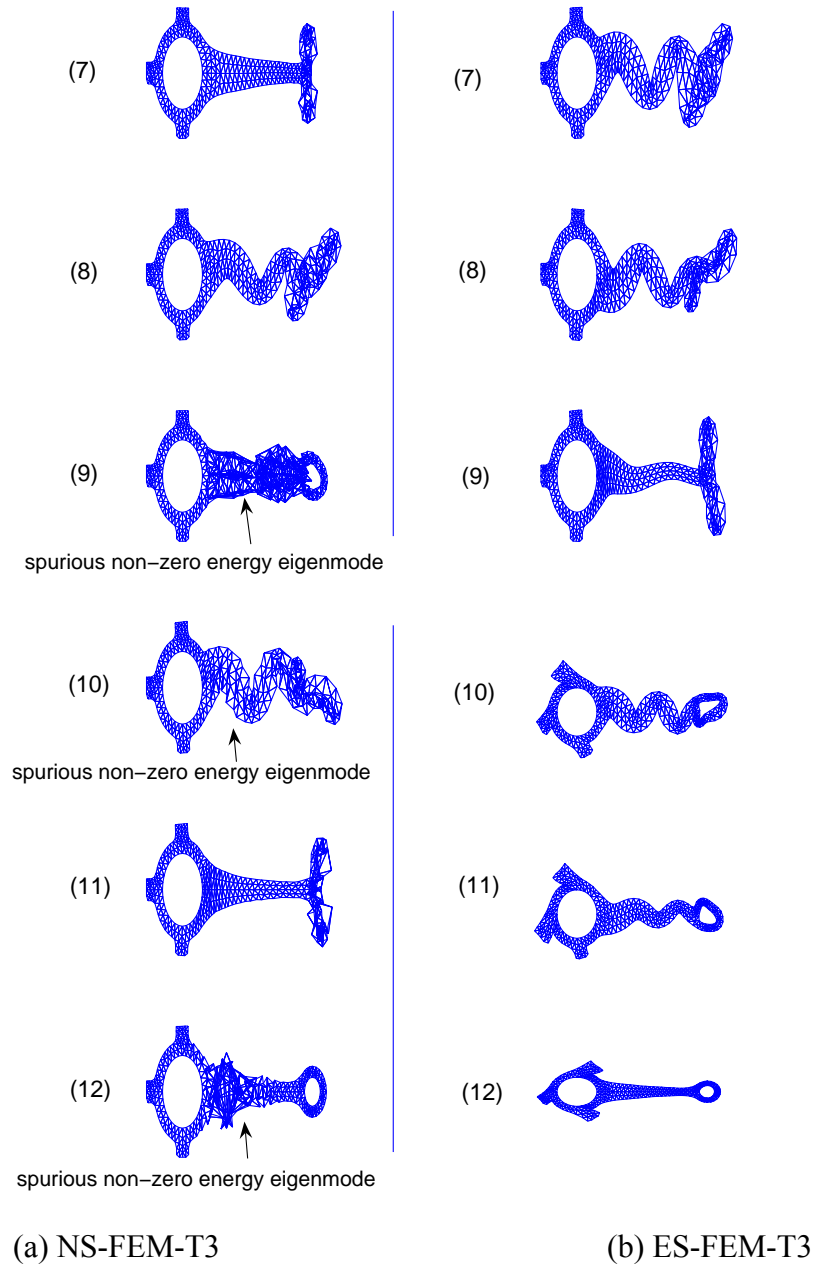 (7)
(7)
(8)
(8)
(9)
(9)
spurious non−zero energy eigenmode
(10)
(10)
spurious non−zero energy eigenmode
(11)
(11)
(12)
(12)
spurious non−zero energy eigenmode
(a) NS-FEM-T3
(b) ES-FEM-T3